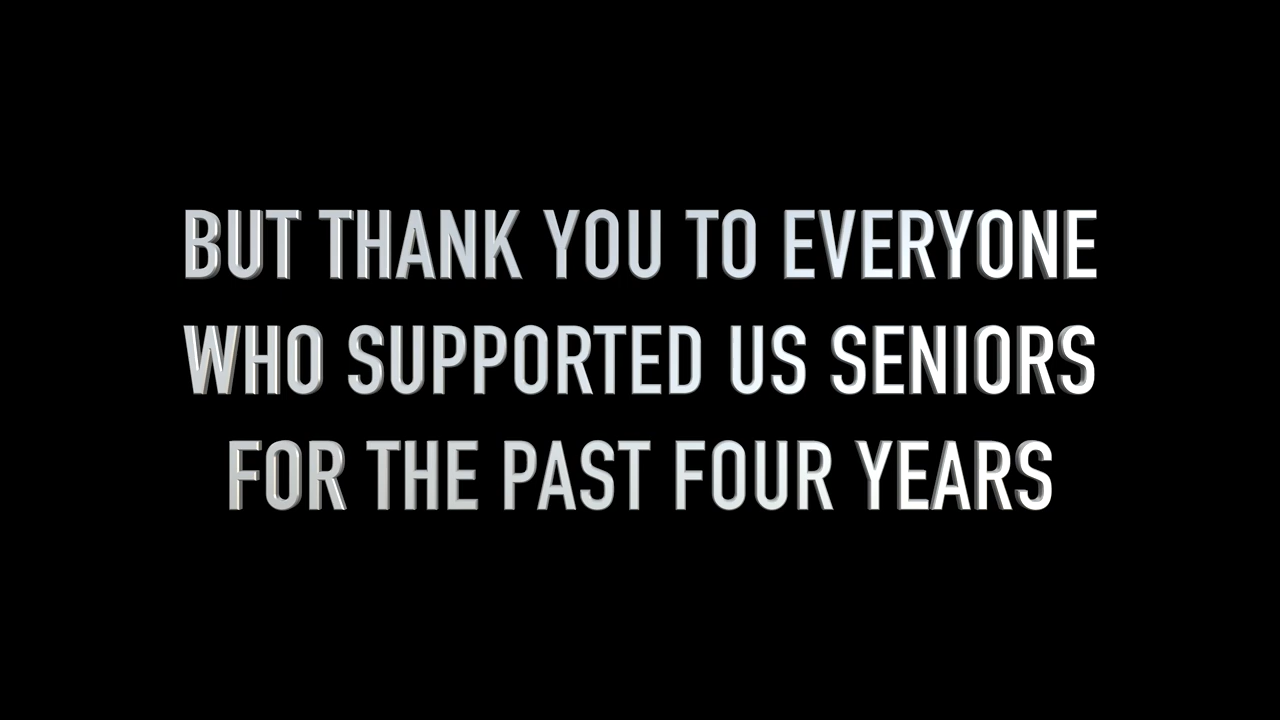 BUT THANK YOU TO EVERYONE
WHO SUPPORTED US SENIORS
FOR THE PAST FOUR YEARS